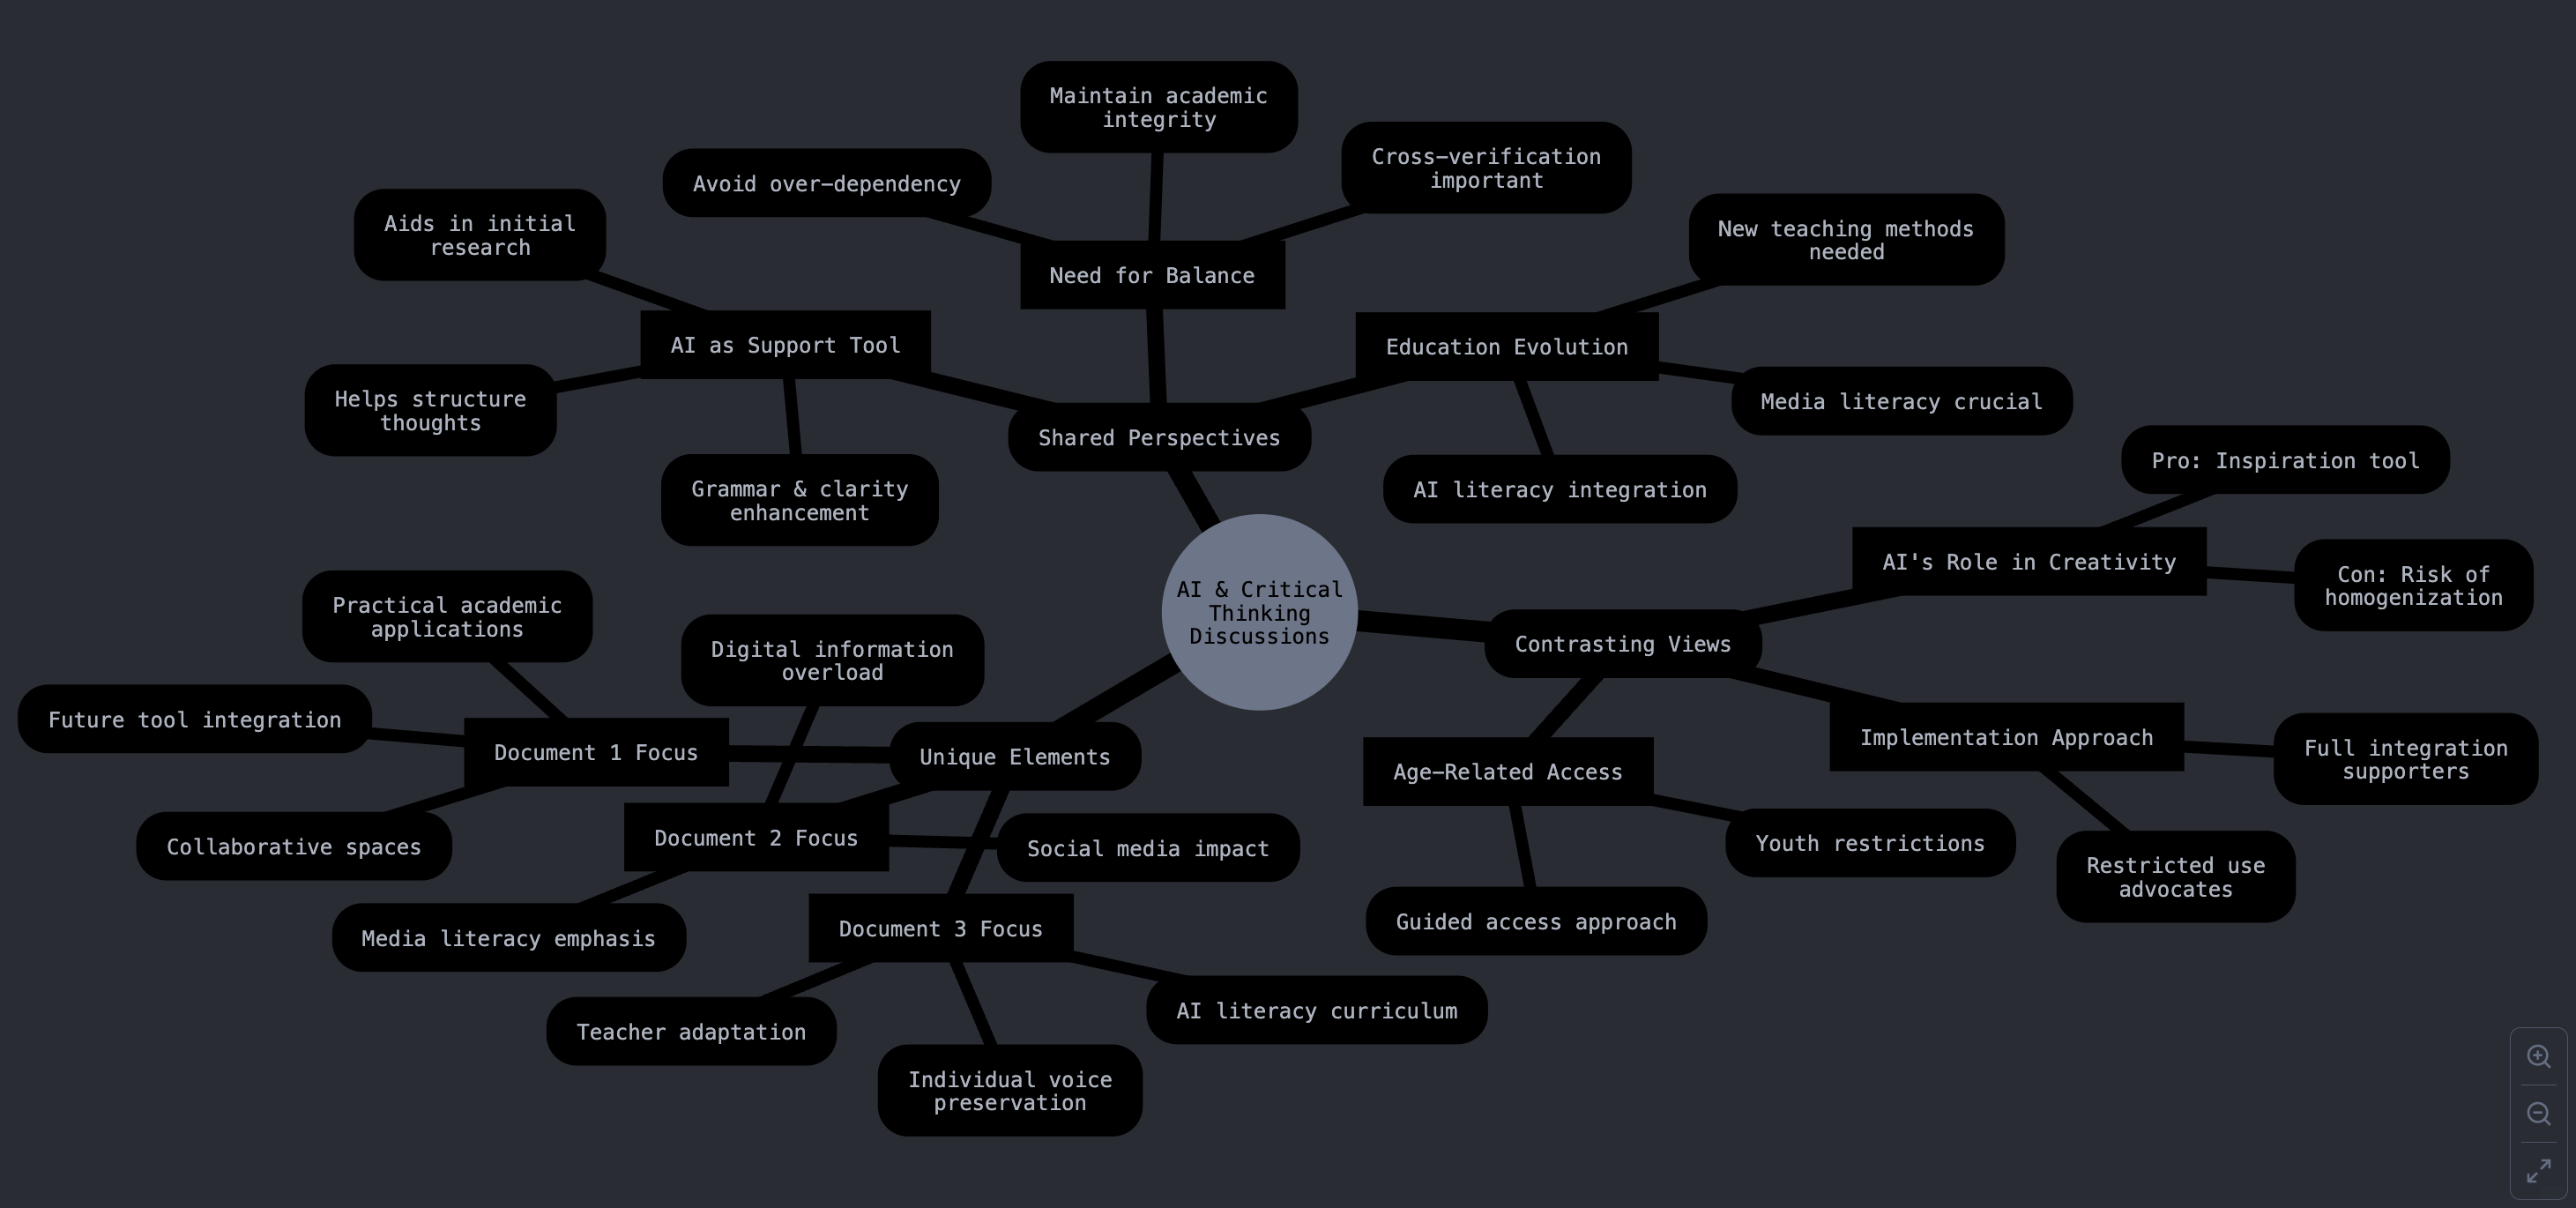 Maintain academic
integrity
Avoid over-dependency
Cross-verification
important
Need for Balance
Aids in initial
research
AI as Support Tool
Helps structure
thoughts
Grammar & clarity
enhancement
New teaching methods
needed
Education Evolution
Media literacy crucial
AI literacy integration
Shared Perspectives
AI & Critical
Thinking
Discussions
Contrasting Views
AI's Role in Creativity
Pro: Inspiration tool
Con: Risk of
homogenization
Implementation Approach
Full integration
supporters
Restricted use
advocates
Age-Related Access
Youth restrictions
Guided access approach
Unique Elements
Document 1 Focus
Practical academic
applications
Future tool integration
Collaborative spaces
Document 2 Focus
Digital information
overload
Social media impact
Media literacy emphasis
Document 3 Focus
Teacher adaptation
Individual voice
preservation
AI literacy curriculum